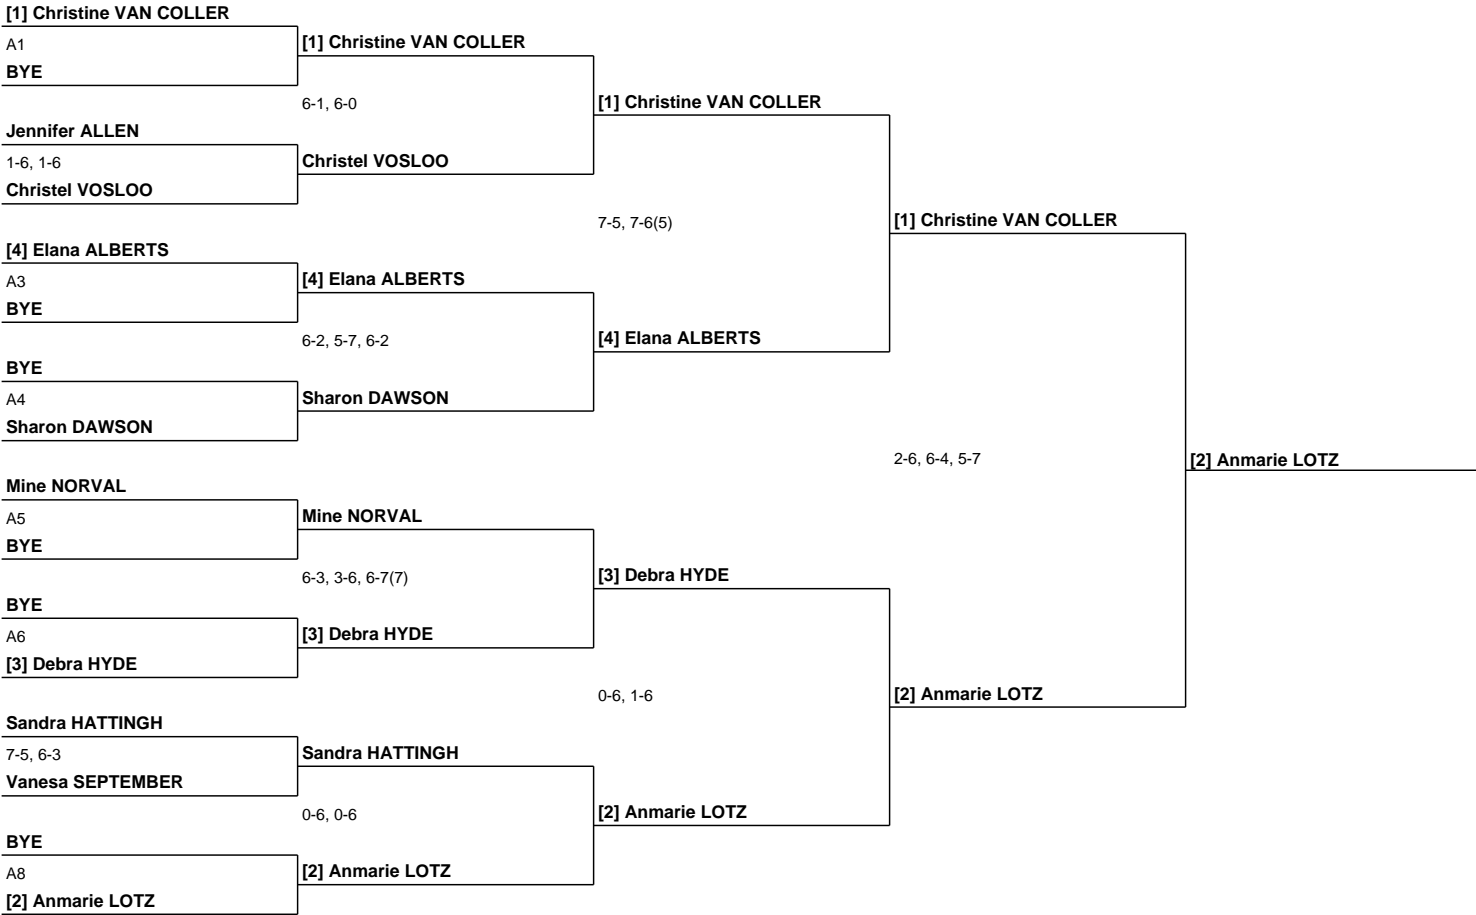 [1] Christine VAN COLLER
A1
BYE
[1] Christine VAN COLLER
6-1, 6-0
[1] Christine VAN COLLER
Jennifer ALLEN
1-6, 1-6
Christel VOSLOO
Christel VOSLOO
7-5, 7-6(5)
[1] Christine VAN COLLER
[4] Elana ALBERTS
A3
BYE
[4] Elana ALBERTS
6-2, 5-7, 6-2
[4] Elana ALBERTS
BYE
A4
Sharon DAWSON
Sharon DAWSON
2-6, 6-4, 5-7
[2] Anmarie LOTZ
Mine NORVAL
A5
BYE
Mine NORVAL
6-3, 3-6, 6-7(7)
[3] Debra HYDE
BYE
A6
[3] Debra HYDE
[3] Debra HYDE
0-6, 1-6
[2] Anmarie LOTZ
Sandra HATTINGH
7-5, 6-3
Vanesa SEPTEMBER
Sandra HATTINGH
0-6, 0-6
[2] Anmarie LOTZ
BYE
A8
[2] Anmarie LOTZ
[2] Anmarie LOTZ